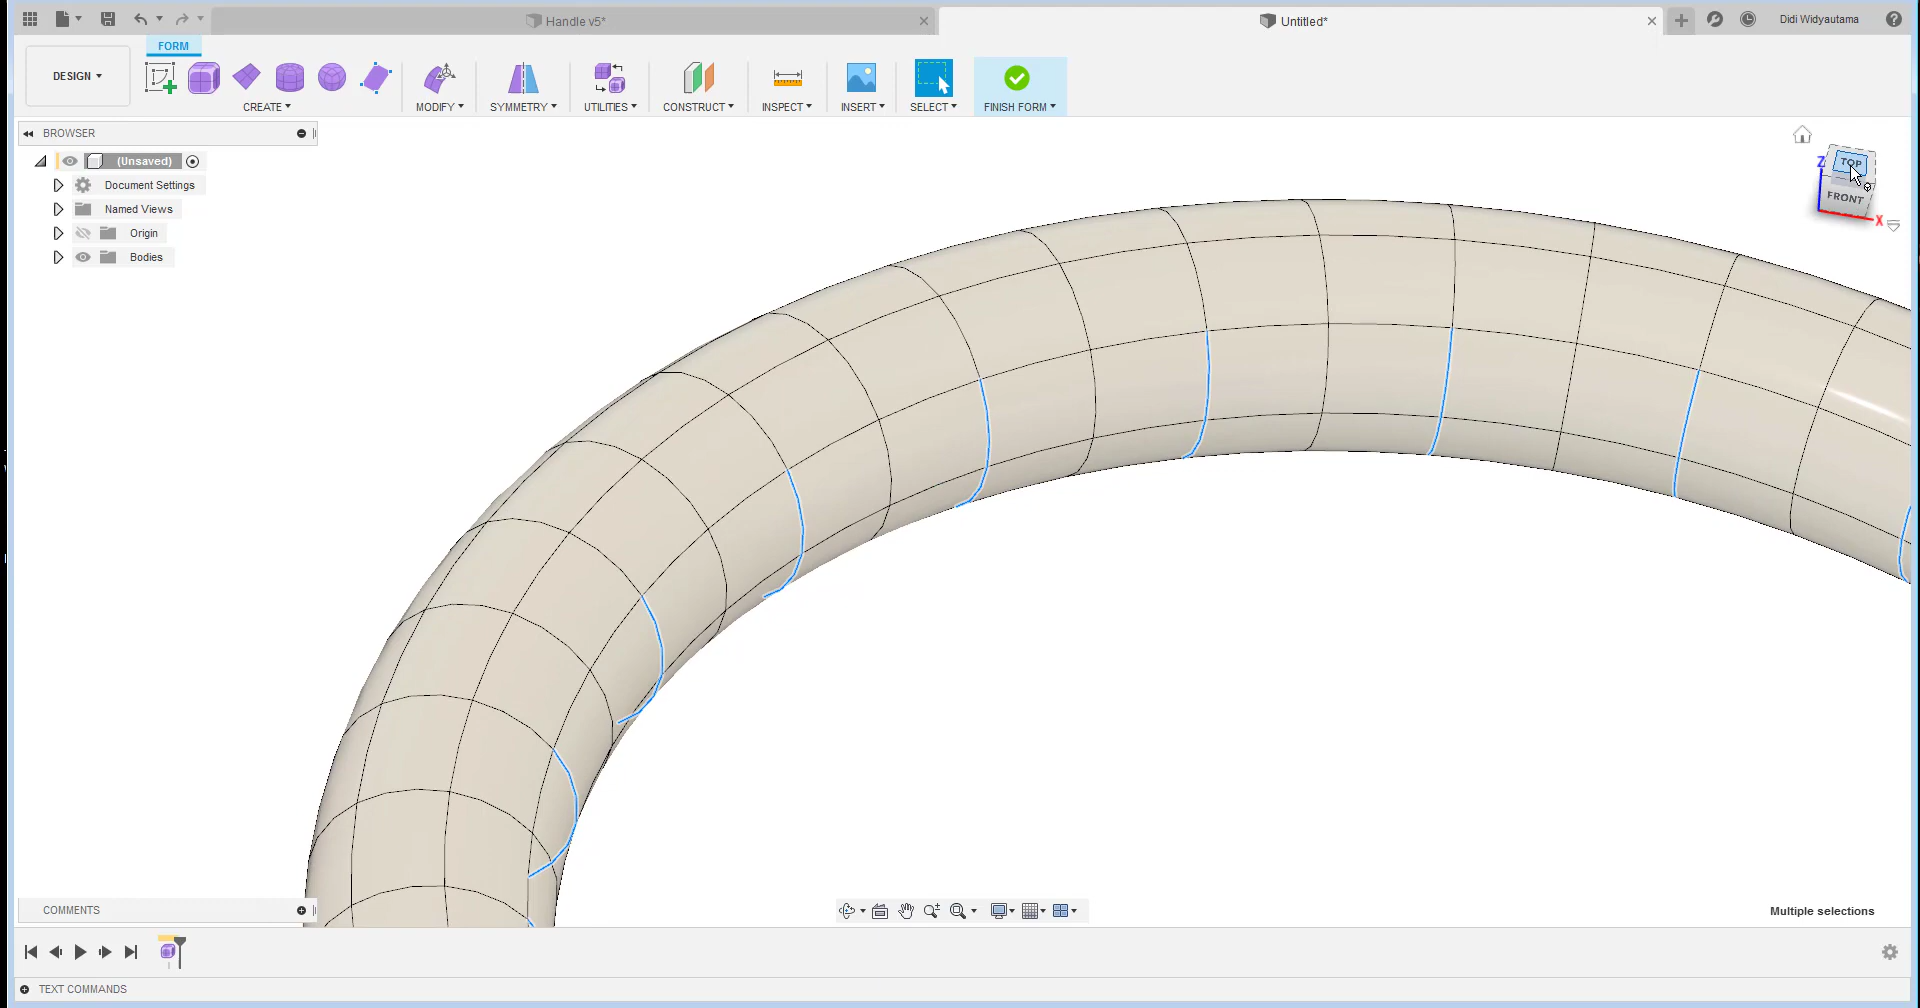 Handle v5*
Untitled*
Didi Widyautama
FORM
DESIGN
CREATE
MODIFY
SYMMETRY
UTILITIES
CONSTRUCT
INSPECT
INSERT
SELECT
FINISH FORM
BROWSER
(Unsaved)
Document Settings
Named Views
Origin
Bodies
Z
TOP
FRONT
X
COMMENTS
Multiple selections
TEXT COMMANDS